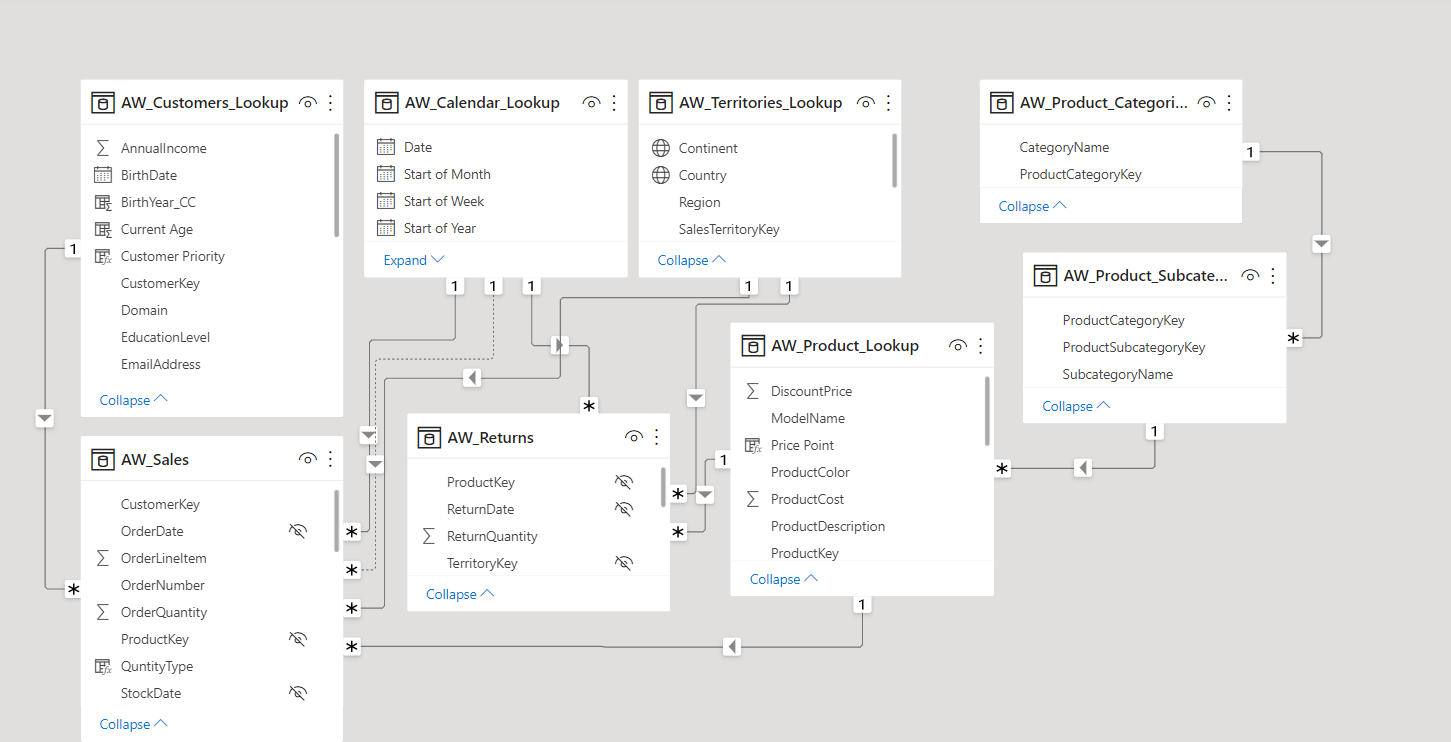 AW_Customers_Lookup
AnnualIncome
BirthDate
BirthYear_CC
Current Age
Customer Priority
CustomerKey
Domain
EducationLevel
EmailAddress
Collapse
AW_Calendar_Lookup
Date
Start of Month
Start of Week
Start of Year
Expand
AW_Territories_Lookup
Continent
Country
Region
SalesTerritoryKey
Collapse
AW_Product_Categori...
CategoryName
ProductCategoryKey
Collapse
AW_Product_Subcate...
ProductCategoryKey
ProductSubcategoryKey
SubcategoryName
Collapse
AW_Product_Lookup
DiscountPrice
ModelName
Price Point
ProductColor
ProductCost
ProductDescription
ProductKey
Collapse
AW_Returns
ProductKey
ReturnDate
ReturnQuantity
TerritoryKey
Collapse
AW_Sales
CustomerKey
OrderDate
OrderLineItem
OrderNumber
OrderQuantity
ProductKey
QuntityType
StockDate
Collapse
1
1
1
1
1
1
1
1
1
1
*
*
*
*
*
*
*
*
*
*